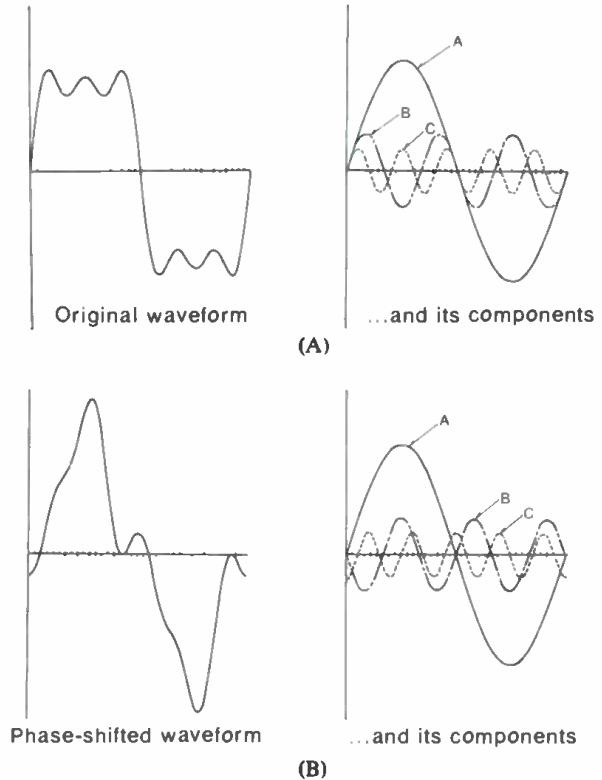 A
B
C
Original waveform
...and its components
(A)
A
B
C
Phase-shifted waveform
...and its components
(B)